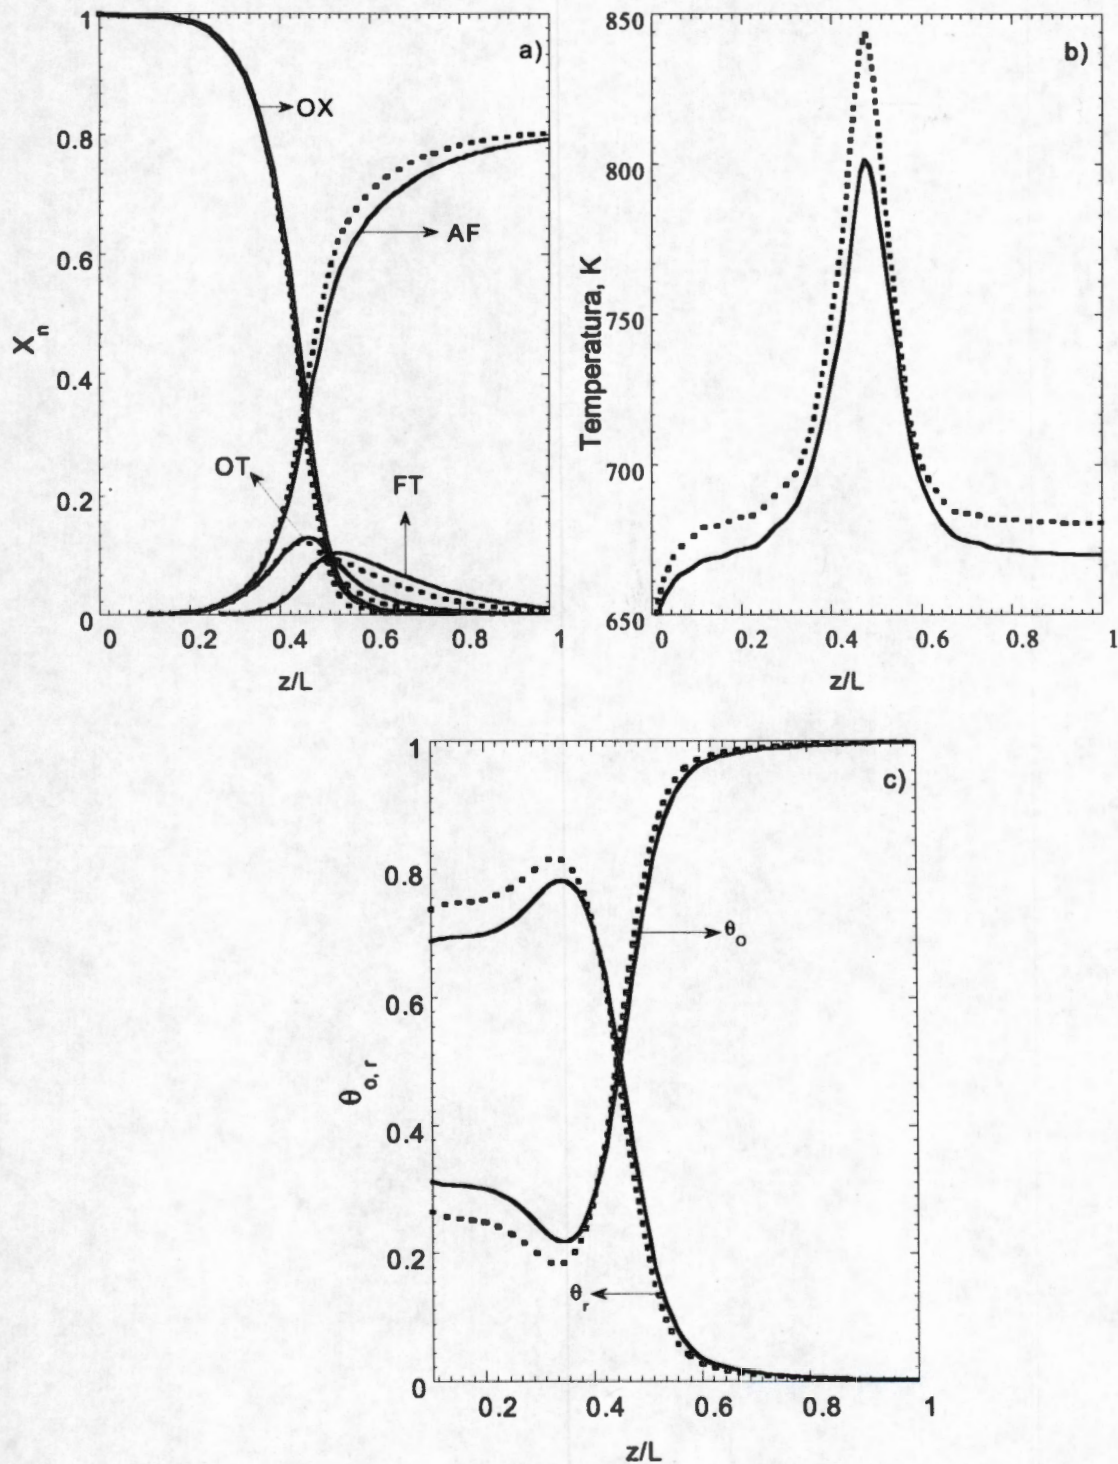 a)
1
0.8
0.6
0.4
0.2
0
X_n
OX
AF
OT
FT
0 0.2 0.4 0.6 0.8 1
z/L
b)
850
800
750
700
650
Temperatura, K
0 0.2 0.4 0.6 0.8 1
z/L
c)
1
0.8
0.6
0.4
0.2
0
θ_o, r
θ_o
θ_r
0.2 0.4 0.6 0.8 1
z/L